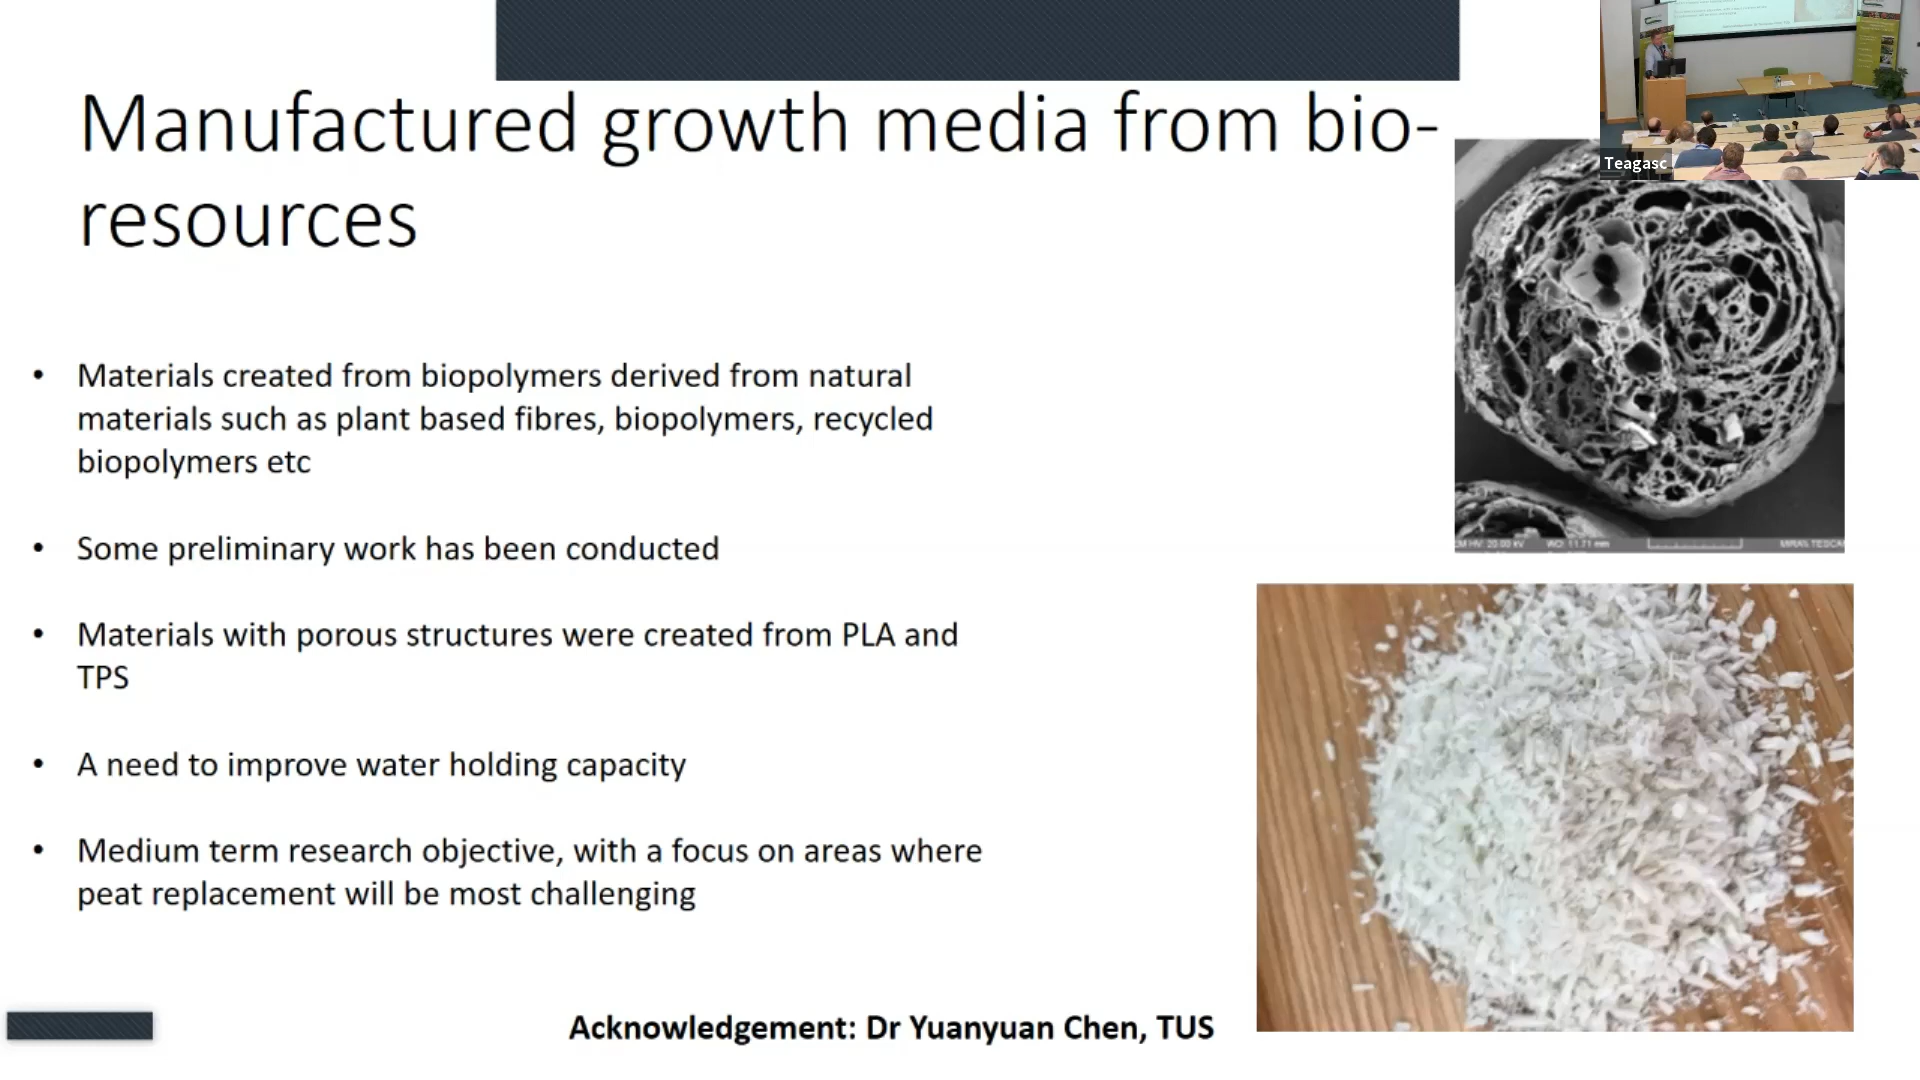 Manufactured growth media from bio-
resources
Teagasc
• Materials created from biopolymers derived from natural
materials such as plant based fibres, biopolymers, recycled
biopolymers etc
• Some preliminary work has been conducted
• Materials with porous structures were created from PLA and
TPS
• A need to improve water holding capacity
• Medium term research objective, with a focus on areas where
peat replacement will be most challenging
Acknowledgement: Dr Yuanyuan Chen, TUS